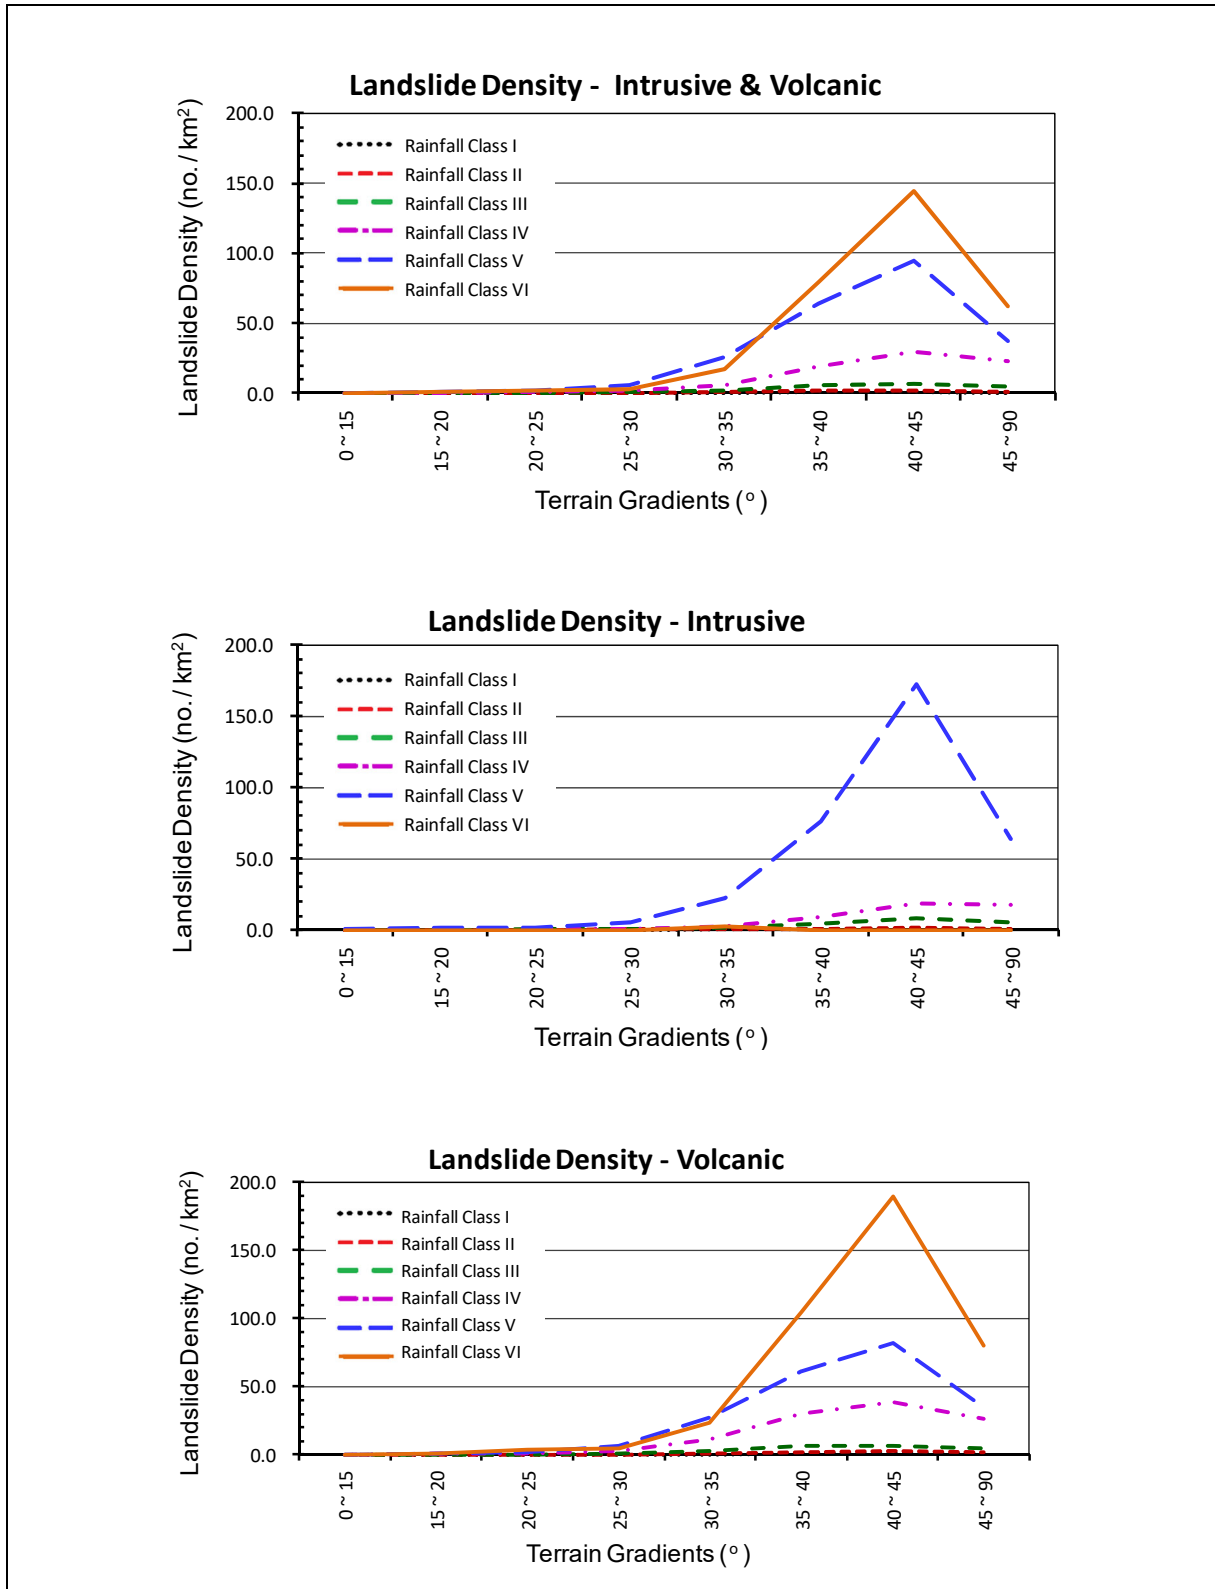 Landslide Density - Intrusive & Volcanic
Landslide Density (no. / km²)
200.0
150.0
100.0
50.0
0.0
Rainfall Class I
Rainfall Class II
Rainfall Class III
Rainfall Class IV
Rainfall Class V
Rainfall Class VI
0 ~ 15
15 ~ 20
20 ~ 25
25 ~ 30
30 ~ 35
35 ~ 40
40 ~ 45
45 ~ 90
Terrain Gradients (°)
Landslide Density - Intrusive
Landslide Density (no. / km²)
200.0
150.0
100.0
50.0
0.0
Rainfall Class I
Rainfall Class II
Rainfall Class III
Rainfall Class IV
Rainfall Class V
Rainfall Class VI
0 ~ 15
15 ~ 20
20 ~ 25
25 ~ 30
30 ~ 35
35 ~ 40
40 ~ 45
45 ~ 90
Terrain Gradients (°)
Landslide Density - Volcanic
Landslide Density (no. / km²)
200.0
150.0
100.0
50.0
0.0
Rainfall Class I
Rainfall Class II
Rainfall Class III
Rainfall Class IV
Rainfall Class V
Rainfall Class VI
0 ~ 15
15 ~ 20
20 ~ 25
25 ~ 30
30 ~ 35
35 ~ 40
40 ~ 45
45 ~ 90
Terrain Gradients (°)